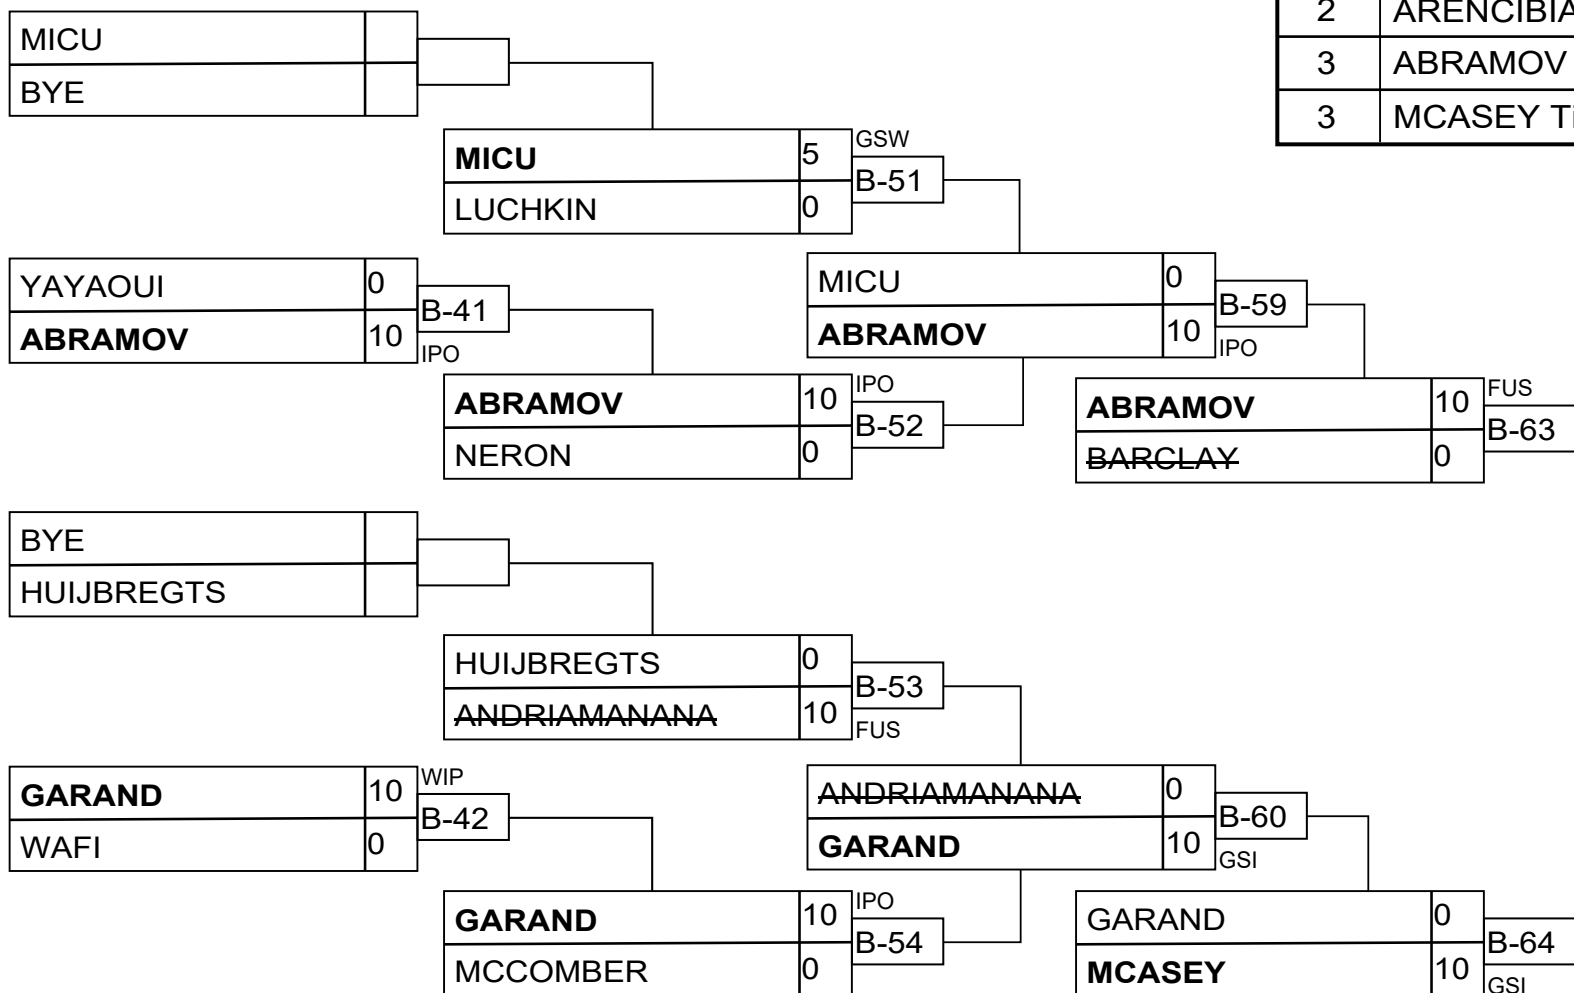 MICU
BYE
2 ARENCIBIA
3 ABRAMOV
3 MCASEY Ti
MICU 5 GSW
LUCHKIN 0
B-51
YAYAOUI 0
ABRAMOV 10
B-41
IPO
MICU 0
ABRAMOV 10
B-59
IPO
ABRAMOV 10 IPO
NERON 0
B-52
ABRAMOV 10 FUS
BARCLAY 0
B-63
BYE
HUIJBREGTS
HUIJBREGTS 0
ANDRIAMANANA 10
B-53
FUS
GARAND 10 WIP
WAFI 0
B-42
ANDRIAMANANA 0
GARAND 10
B-60
GSI
GARAND 10 IPO
MCCOMBER 0
B-54
GARAND 0
MCASEY 10
B-64
GSI